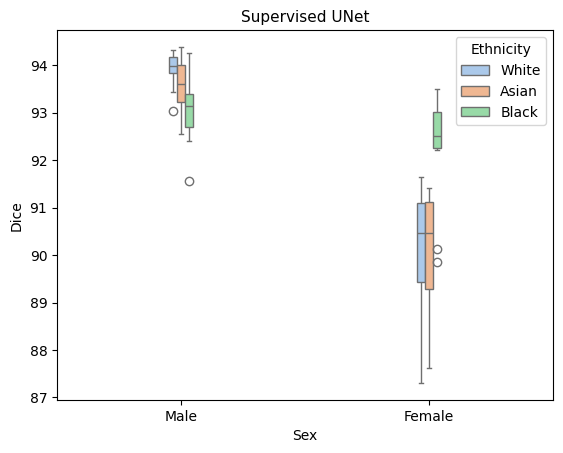 Supervised UNet
Ethnicity
White
Asian
Black
Dice
94
93
92
91
90
89
88
87
Male
Female
Sex